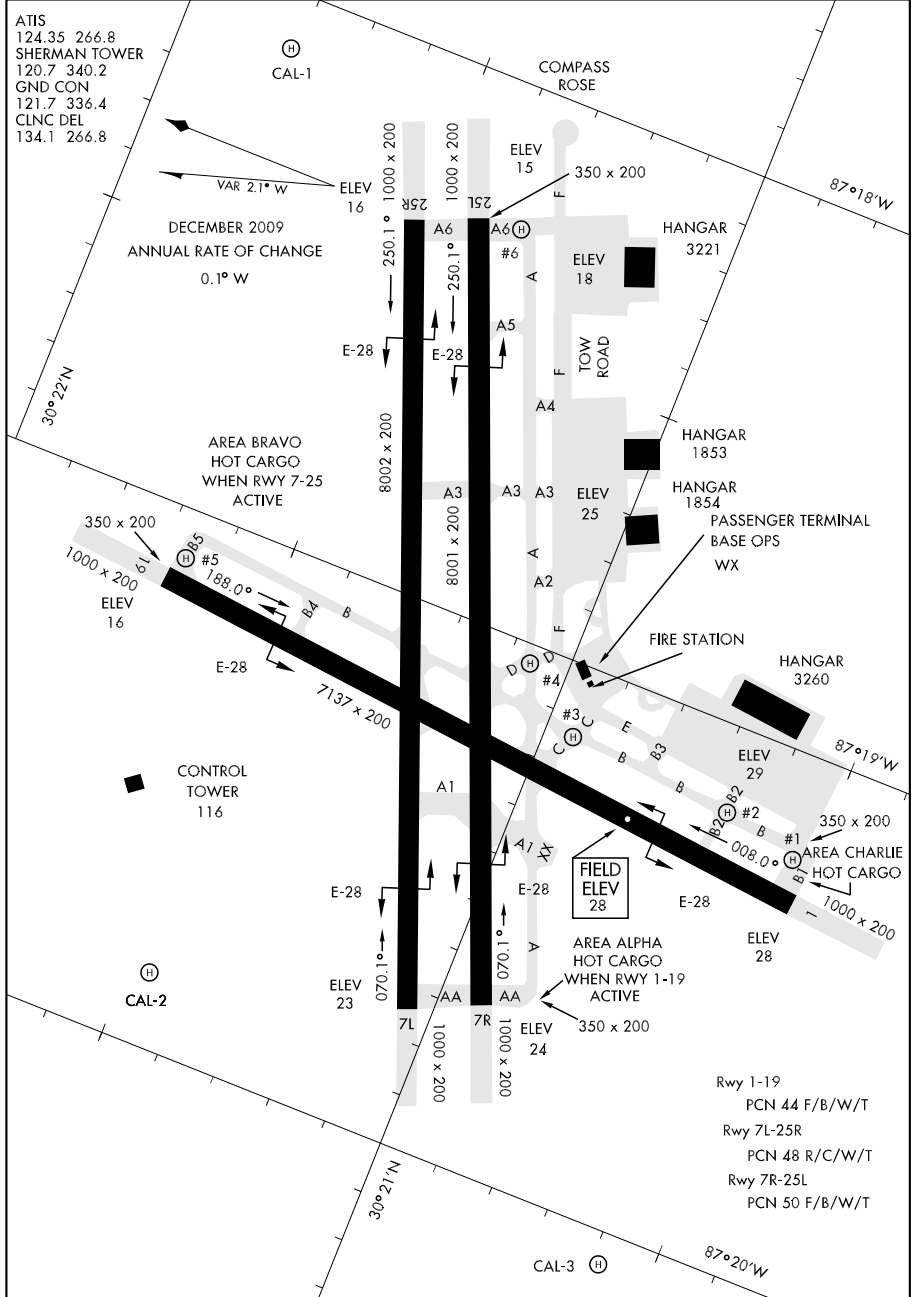 ATIS
124.35 266.8
SHERMAN TOWER
120.7 340.2
GND CON
121.7 336.4
CLNC DEL
134.1 266.8
H
CAL-1
COMPASS
ROSE
VAR 2.1° W
ELEV
16
DECEMBER 2009
ANNUAL RATE OF CHANGE
0.1° W
1000 x 200
1000 x 200
ELEV
15
350 x 200
F
87°18'W
25R
25L
250.1°
250.1°
A6
A6
H
#6
A
ELEV
18
HANGAR
3221
E-28
E-28
A5
TOW
ROAD
F
30°22'N
A4
AREA BRAVO
HOT CARGO
WHEN RWY 7-25
ACTIVE
8002 x 200
8001 x 200
A3
A3
A3
ELEV
25
HANGAR
1853
HANGAR
1854
PASSENGER TERMINAL
BASE OPS
WX
350 x 200
1000 x 200
19
H
B5
#5
188.0°
ELEV
16
B4
B
E-28
7137 x 200
A
A2
F
D
H
D
#4
FIRE STATION
HANGAR
3260
#3
C
H
C
E
B
B3
ELEV
29
87°19'W
CONTROL
TOWER
116
A1
B
B2
H
#2
B2
B
#1
350 x 200
008.0°
H
AREA CHARLIE
HOT CARGO
B1
A1
XX
FIELD
ELEV
28
E-28
E-28
E-28
1
1000 x 200
ELEV
28
A
070.1°
070.1°
AREA ALPHA
HOT CARGO
WHEN RWY 1-19
ACTIVE
350 x 200
H
CAL-2
ELEV
23
AA
AA
7L
7R
ELEV
24
1000 x 200
1000 x 200
Rwy 1-19
PCN 44 F/B/W/T
Rwy 7L-25R
PCN 48 R/C/W/T
Rwy 7R-25L
PCN 50 F/B/W/T
30°21'N
CAL-3
H
87°20'W